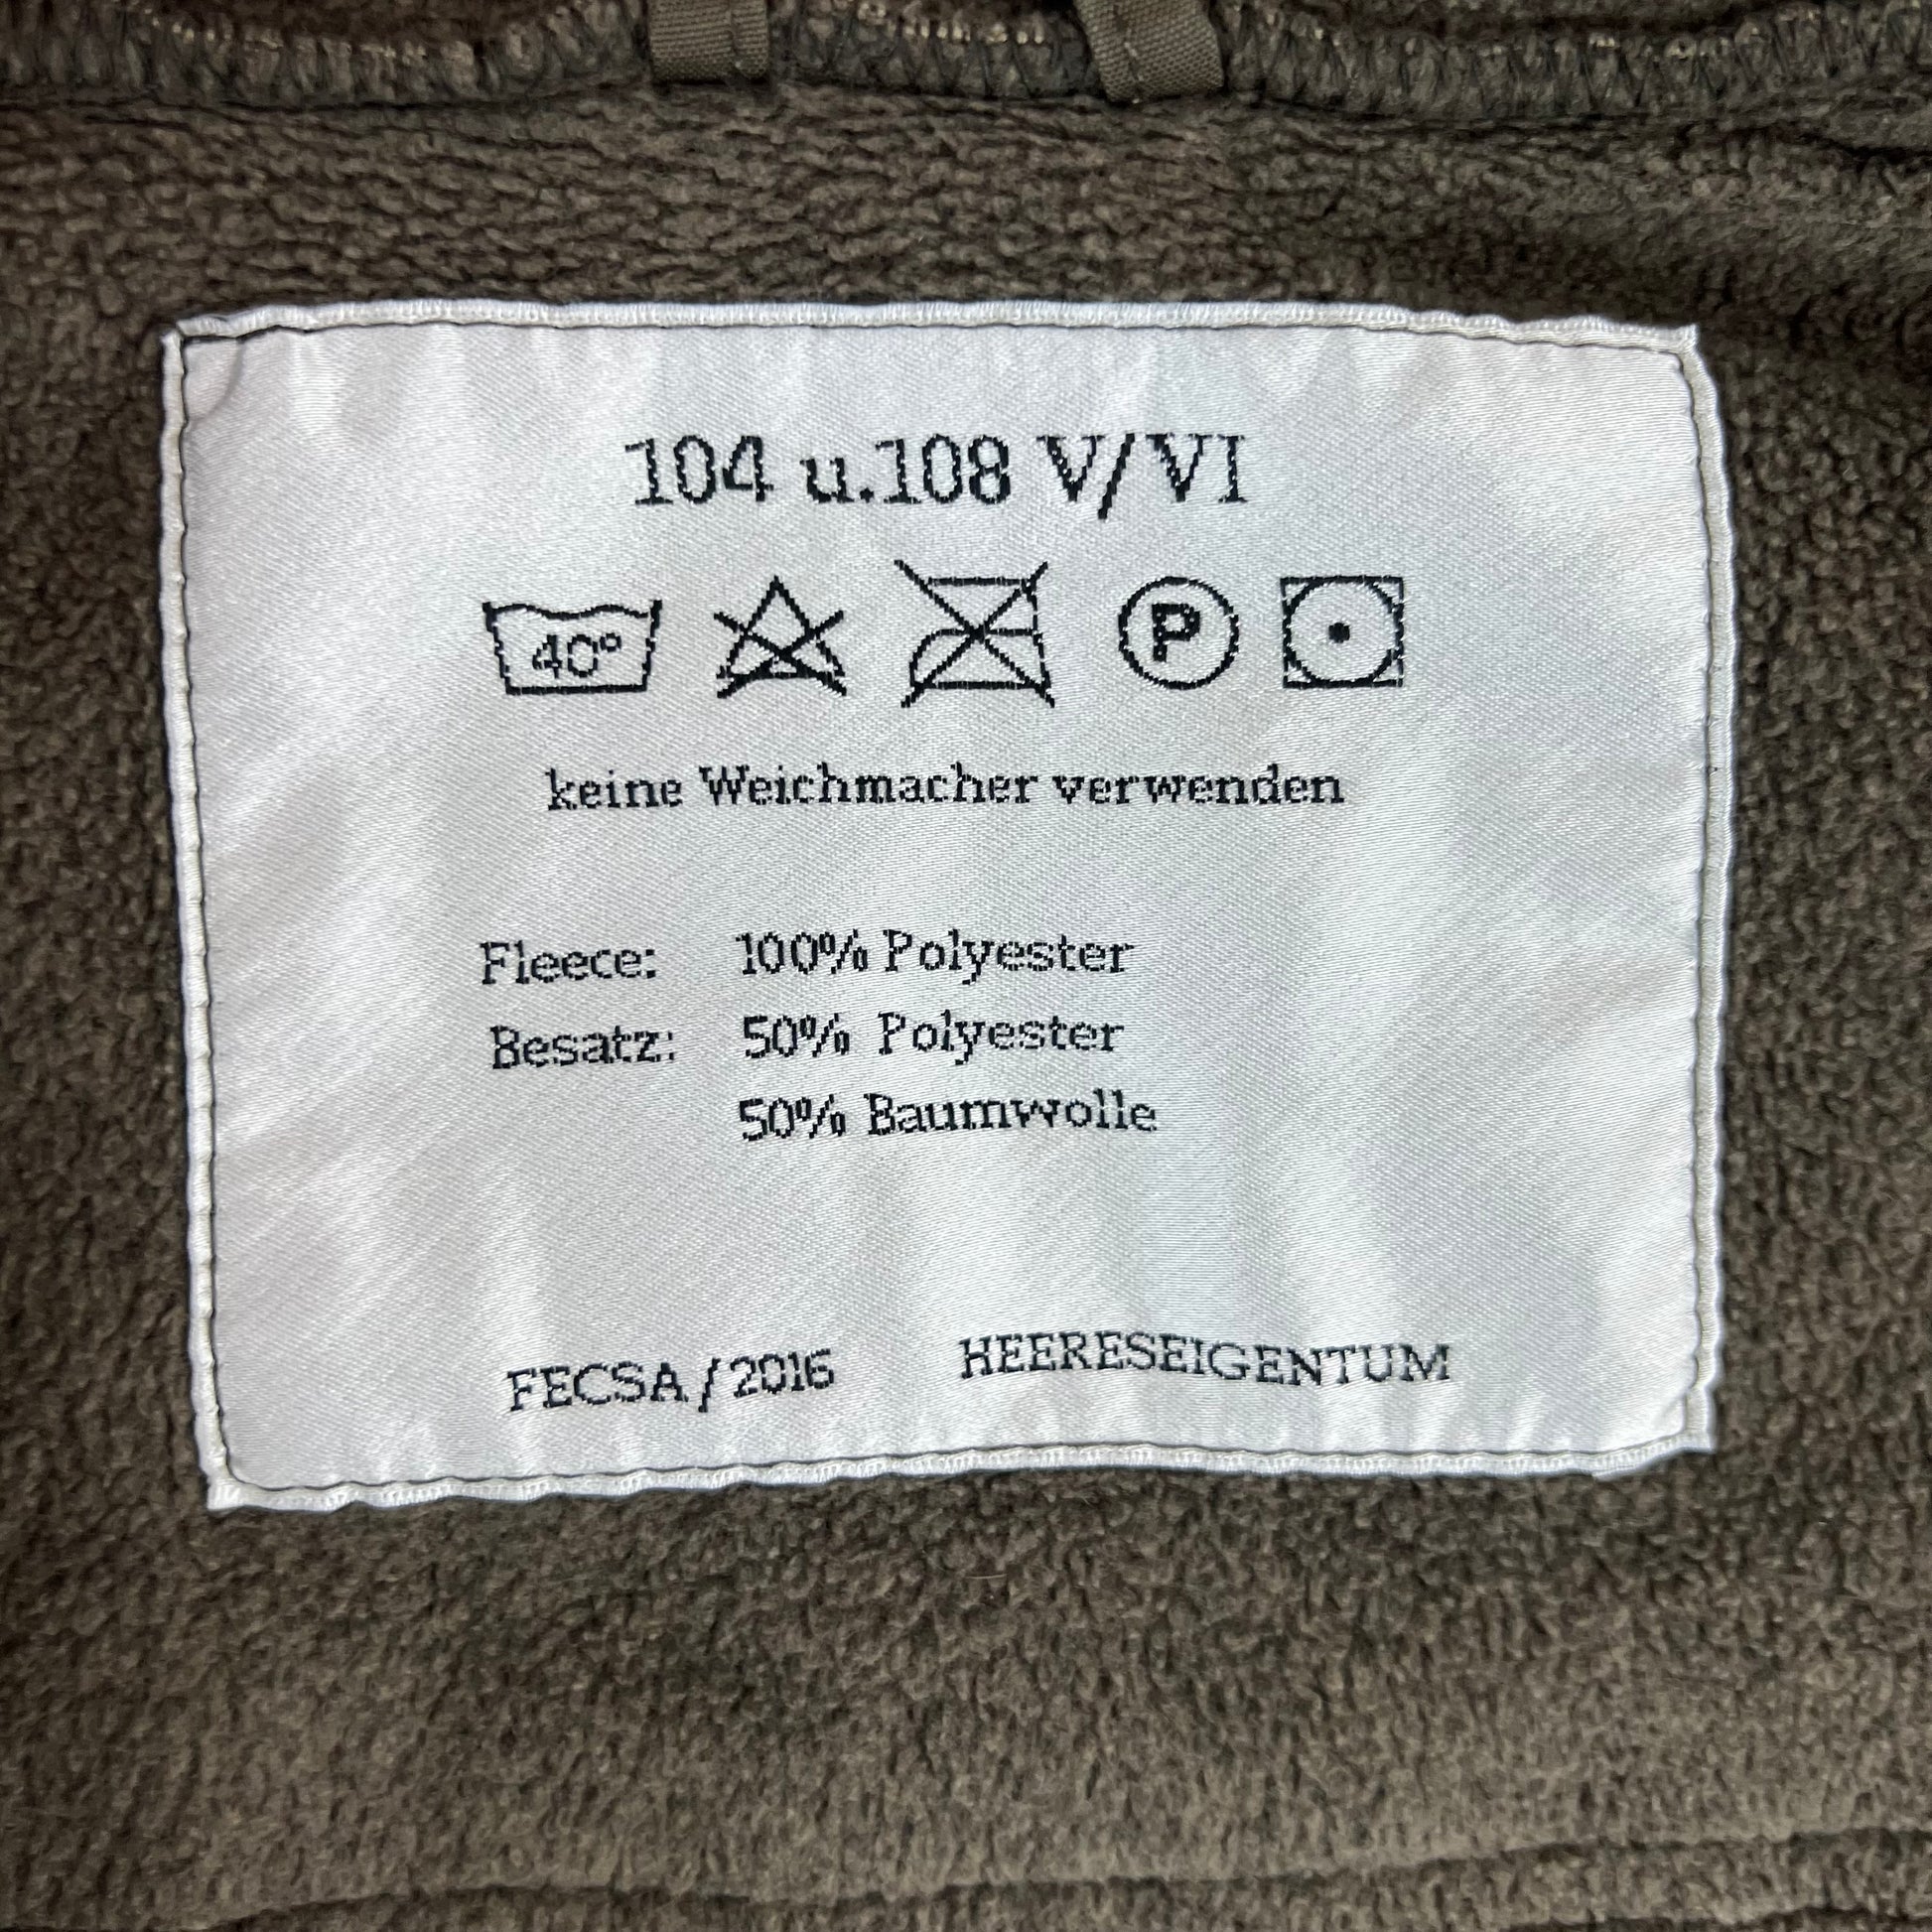 104 u.108 V/VI
40°
P
keine Weichmacher verwenden
Fleece: 100% Polyester
Besatz: 50% Polyester
50% Baumwolle
FECSA/2016 HEERESEIGENTUM